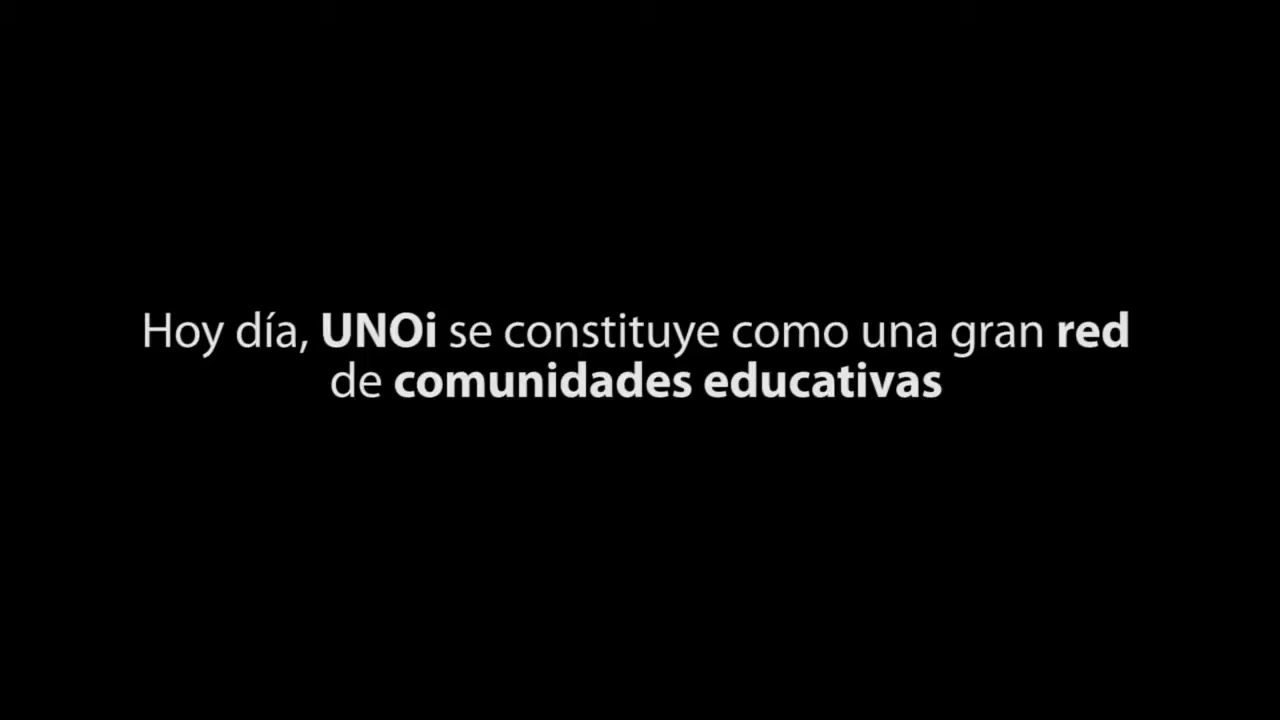 Hoy día, UNOi se constituye como una gran red
de comunidades educativas